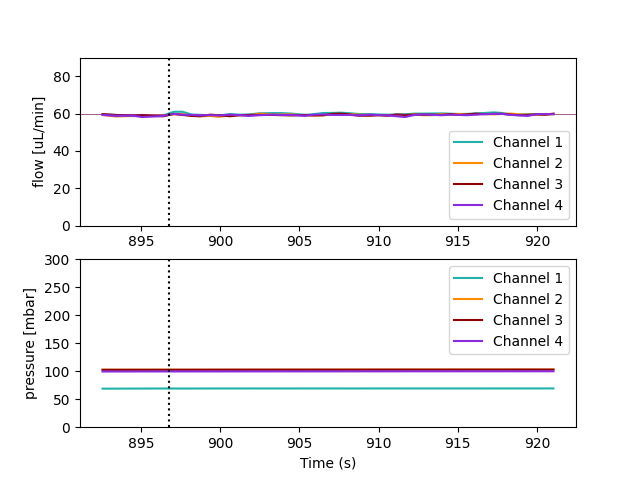 flow [uL/min]
80
60
40
20
0
Channel 1
Channel 2
Channel 3
Channel 4
895 900 905 910 915 920
pressure [mbar]
300
250
200
150
100
50
0
Channel 1
Channel 2
Channel 3
Channel 4
895 900 905 910 915 920
Time (s)